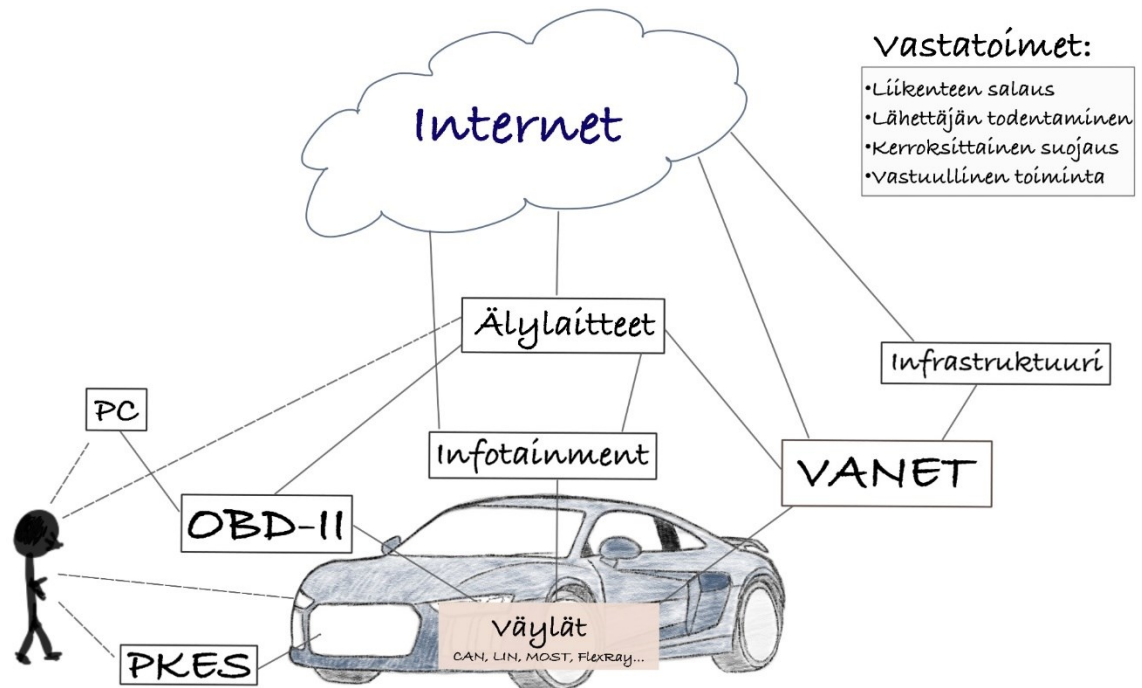 Internet
Vastatoimet:
•Liikenteen salaus
•Lähettäjän todentaminen
•Kerroksittainen suojaus
•Vastuullinen toiminta
Älylaitteet
Infrastruktuuri
PC
Infotainment
VANET
OBD-II
Väylät
CAN, LIN, MOST, FlexRay...
PKES